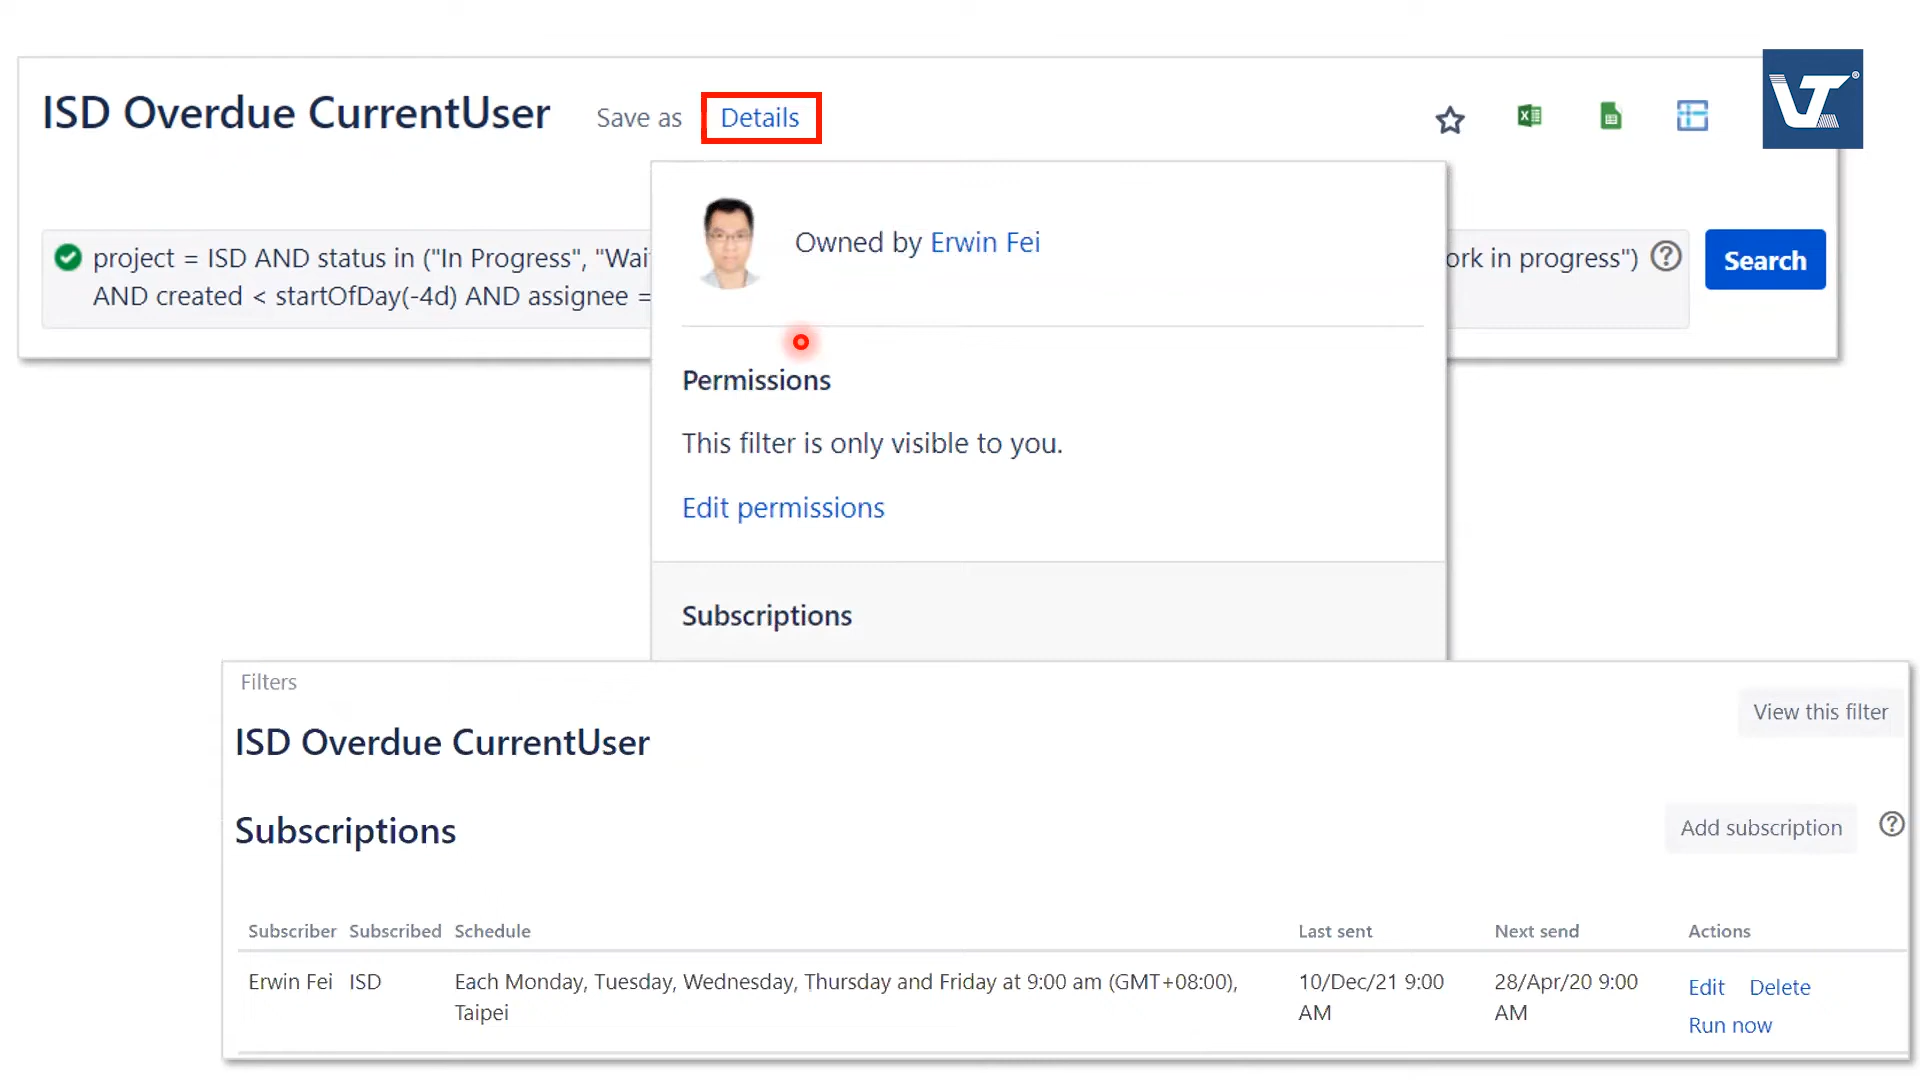 ISD Overdue CurrentUser Save as Details
VT®
Owned by Erwin Fei
project = ISD AND status in ("In Progress", "Wai
ork in progress") Search
AND created < startOfDay(-4d) AND assignee =
Permissions
This filter is only visible to you.
Edit permissions
Subscriptions
Filters
View this filter
ISD Overdue CurrentUser
Subscriptions
Add subscription
Subscriber Subscribed Schedule Last sent Next send Actions
Erwin Fei ISD Each Monday, Tuesday, Wednesday, Thursday and Friday at 9:00 am (GMT+08:00), 10/Dec/21 9:00 28/Apr/20 9:00 Edit Delete
Taipei AM AM Run now